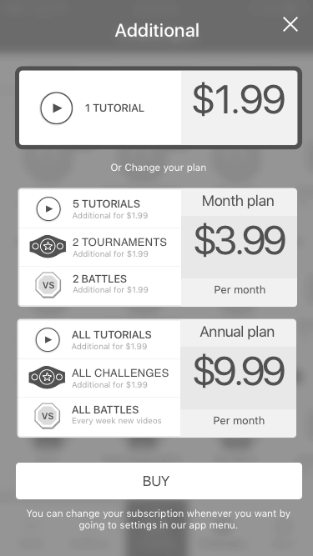 Additional
1 TUTORIAL
$1.99
Or Change your plan
5 TUTORIALS
Additional for $1.99
2 TOURNAMENTS
Additional for $1.99
VS
2 BATTLES
Additional for $1.99
Month plan
$3.99
Per month
ALL TUTORIALS
Additional for $1.99
ALL CHALLENGES
Additional for $1.99
VS
ALL BATTLES
Every week new videos
Annual plan
$9.99
Per month
BUY
You can change your subscription whenever you want by
going to settings in our app menu.